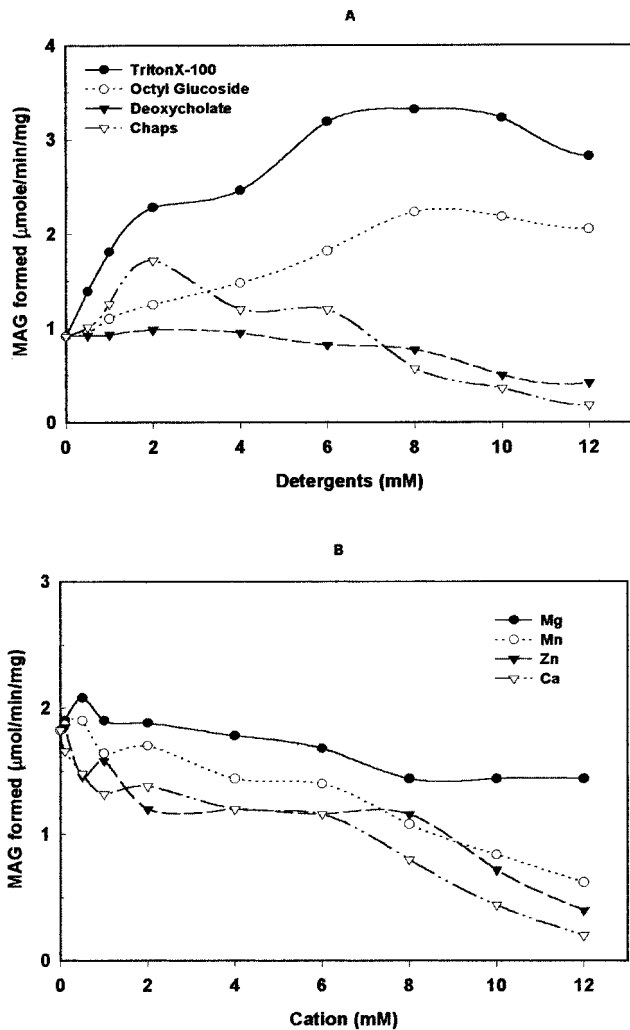 A
4
3
2
1
0
MAG formed (µmole/min/mg)
TritonX-100
Octyl Glucoside
Deoxycholate
Chaps
0 2 4 6 8 10 12
Detergents (mM)
B
3
2
1
0
MAG formed (µmol/min/mg)
Mg
Mn
Zn
Ca
0 2 4 6 8 10 12
Cation (mM)